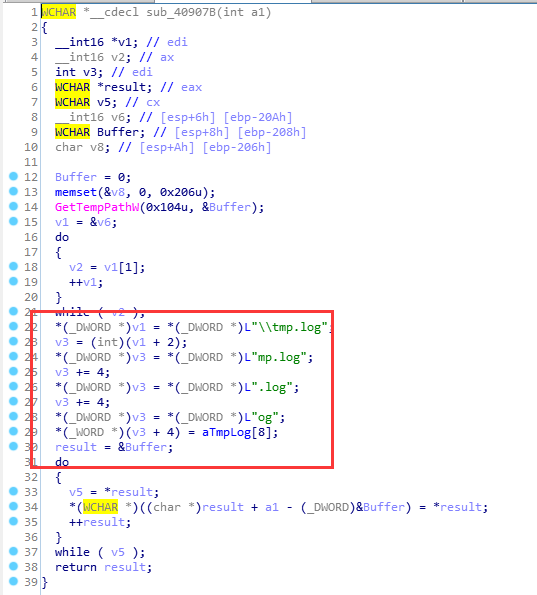 1 WCHAR *__cdecl sub_40907B(int a1)
2 {
3 __int16 *v1; // edi
4 __int16 v2; // ax
5 int v3; // edi
6 WCHAR *result; // eax
7 WCHAR v5; // cx
8 __int16 v6; // [esp+6h] [ebp-20Ah]
9 WCHAR Buffer; // [esp+8h] [ebp-208h]
10 char v8; // [esp+Ah] [ebp-206h]
11
12 Buffer = 0;
13 memset(&v8, 0, 0x206u);
14 GetTempPathW(0x104u, &Buffer);
15 v1 = &v6;
16 do
17 {
18 v2 = v1[1];
19 ++v1;
20 }
21 while ( v2 );
22 *(_DWORD *)v1 = *(_DWORD *)L"\\tmp.log";
23 v3 = (int)(v1 + 2);
24 *(_DWORD *)v3 = *(_DWORD *)L"mp.log";
25 v3 += 4;
26 *(_DWORD *)v3 = *(_DWORD *)L".log";
27 v3 += 4;
28 *(_DWORD *)v3 = *(_DWORD *)L"og";
29 *(_WORD *)(v3 + 4) = aTmpLog[8];
30 result = &Buffer;
31 do
32 {
33 v5 = *result;
34 *(WCHAR *)((char *)result + a1 - (_DWORD)&Buffer) = *result;
35 ++result;
36 }
37 while ( v5 );
38 return result;
39 }